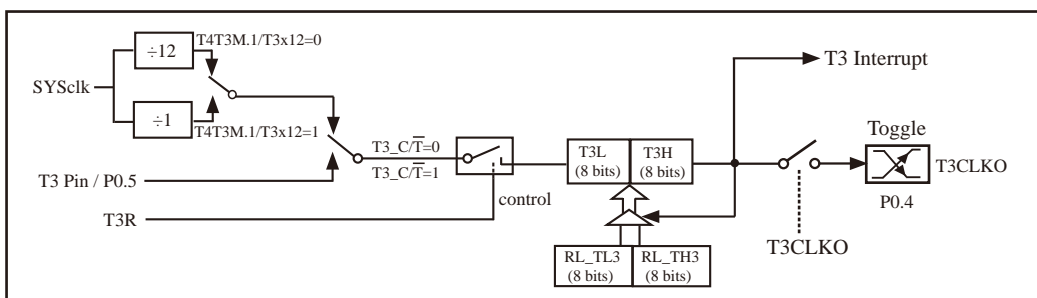 ÷12
T4T3M.1/T3x12=0
SYSclk
÷1
T4T3M.1/T3x12=1
T3 Pin / P0.5
T3R
T3_C/T̅=0
T3_C/T̅=1
control
T3L
(8 bits)
T3H
(8 bits)
RL_TL3
(8 bits)
RL_TH3
(8 bits)
T3 Interrupt
Toggle
T3CLKO
P0.4
T3CLKO